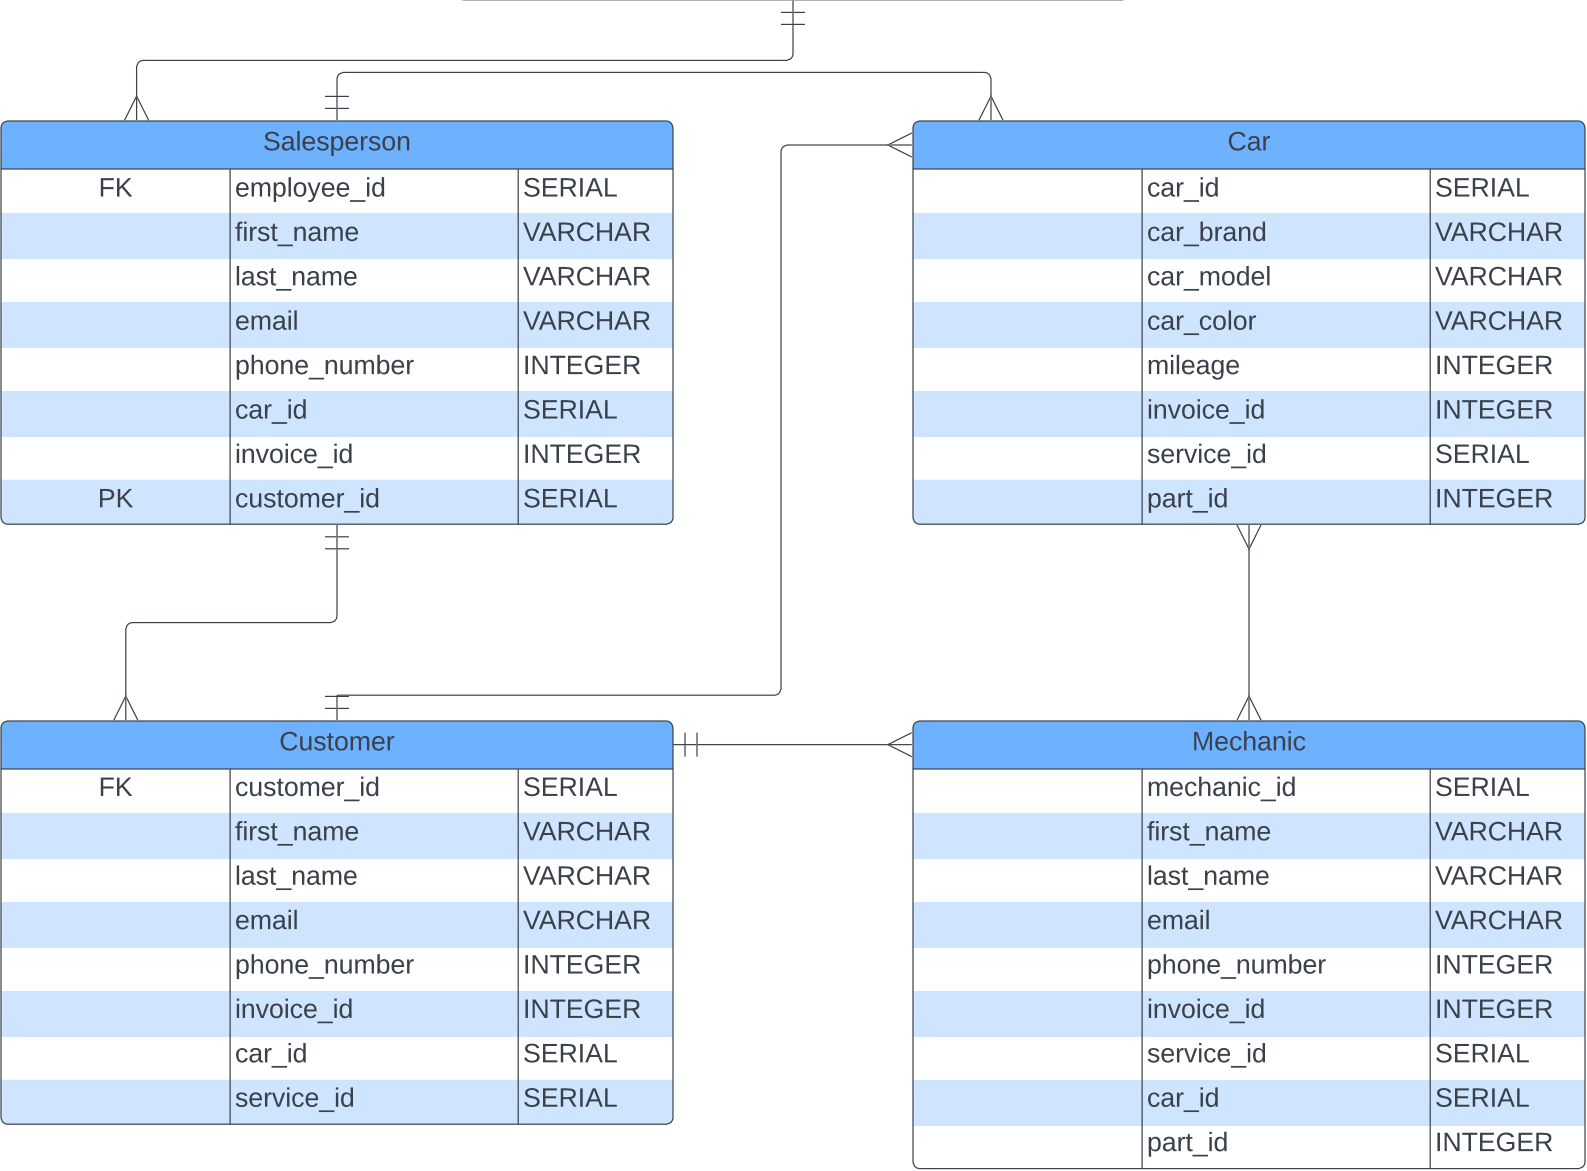 Salesperson
FK employee_id SERIAL
first_name VARCHAR
last_name VARCHAR
email VARCHAR
phone_number INTEGER
car_id SERIAL
invoice_id INTEGER
PK customer_id SERIAL
Car
car_id SERIAL
car_brand VARCHAR
car_model VARCHAR
car_color VARCHAR
mileage INTEGER
invoice_id INTEGER
service_id SERIAL
part_id INTEGER
Customer
FK customer_id SERIAL
first_name VARCHAR
last_name VARCHAR
email VARCHAR
phone_number INTEGER
invoice_id INTEGER
car_id SERIAL
service_id SERIAL
Mechanic
mechanic_id SERIAL
first_name VARCHAR
last_name VARCHAR
email VARCHAR
phone_number INTEGER
invoice_id INTEGER
service_id SERIAL
car_id SERIAL
part_id INTEGER